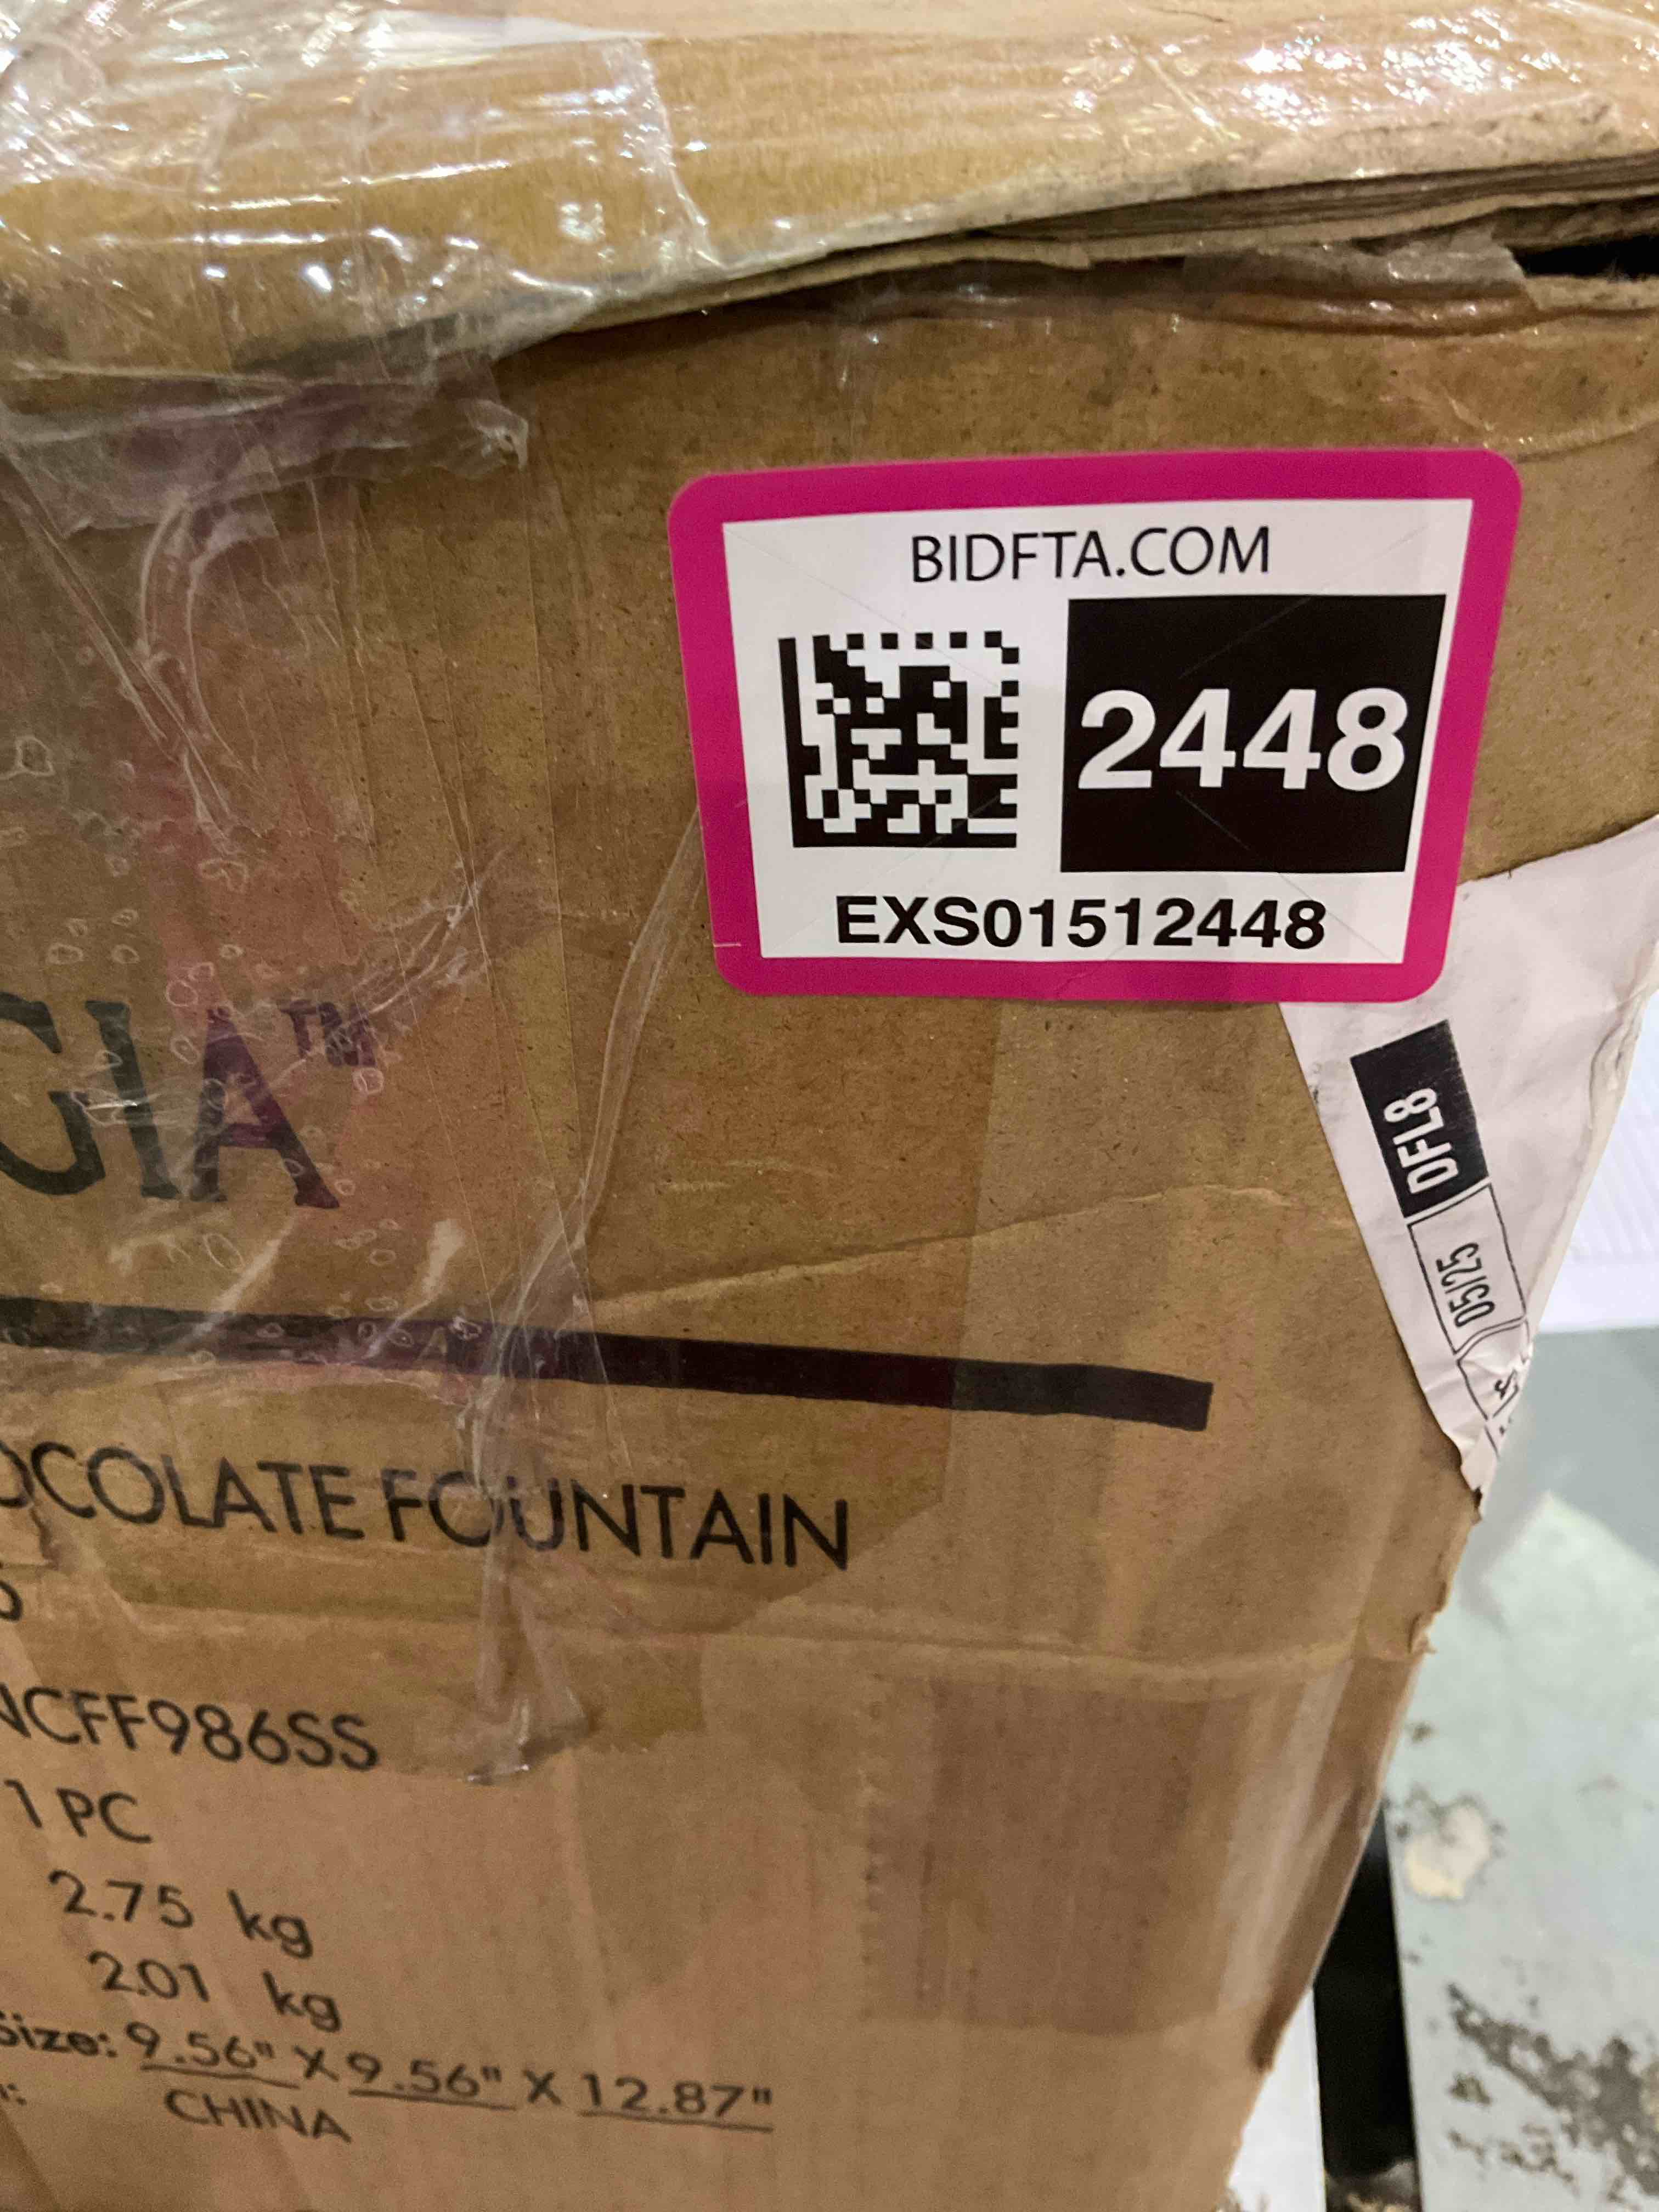 BIDFTA.COM
2448
EXS01512448
DFL8
05/25
GIA™
OCOLATE FOUNTAIN
NCFF986SS
1 PC
2.75 kg
2.01 kg
Size: 9.56" X 9.56" X 12.87"
CHINA